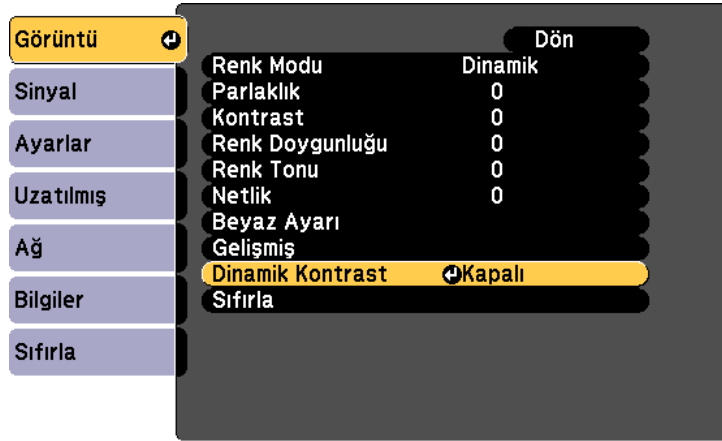 Görüntü
Sinyal
Ayarlar
Uzatılmış
Ağ
Bilgiler
Sıfırla
Dön
Renk Modu Dinamik
Parlaklık 0
Kontrast 0
Renk Doygunluğu 0
Renk Tonu 0
Netlik 0
Beyaz Ayarı
Gelişmiş
Dinamik Kontrast Kapalı
Sıfırla